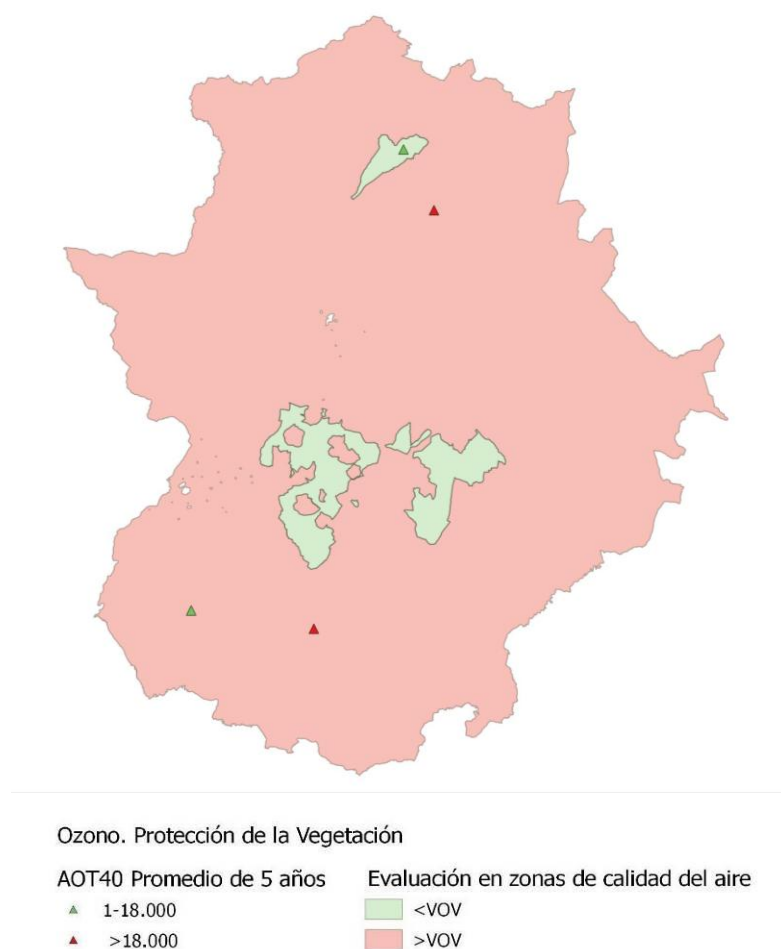 Ozono. Protección de la Vegetación
AOT40 Promedio de 5 años
Evaluación en zonas de calidad del aire
1-18.000
<VOV
>18.000
>VOV